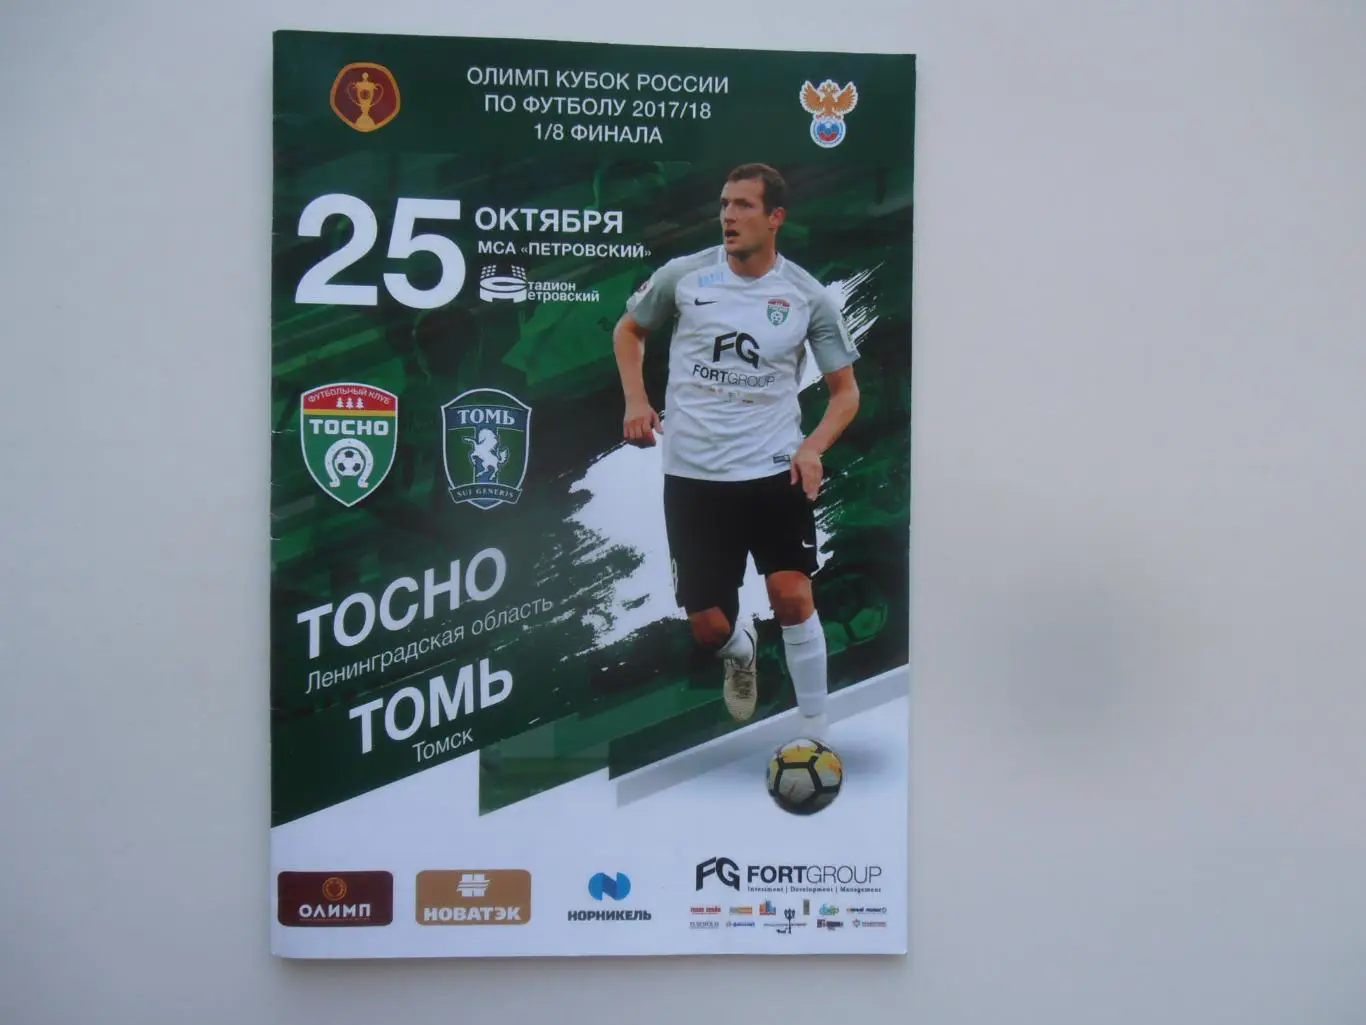 ОЛИМП КУБОК РОССИИ
ПО ФУТБОЛУ 2017/18
1/8 ФИНАЛА
25 ОКТЯБРЯ
МСА «ПЕТРОВСКИЙ»
Стадион
Петровский
ФУТБОЛЬНЫЙ КЛУБ
ТОСНО
ТОМЬ
SUI GENERIS
FG
FORTGROUP
ТОСНО
Ленинградская область
ТОМЬ
Томск
ОЛИМП
НОВАТЭК
НОРНИКЕЛЬ
FG FORTGROUP
Investment | Development | Management